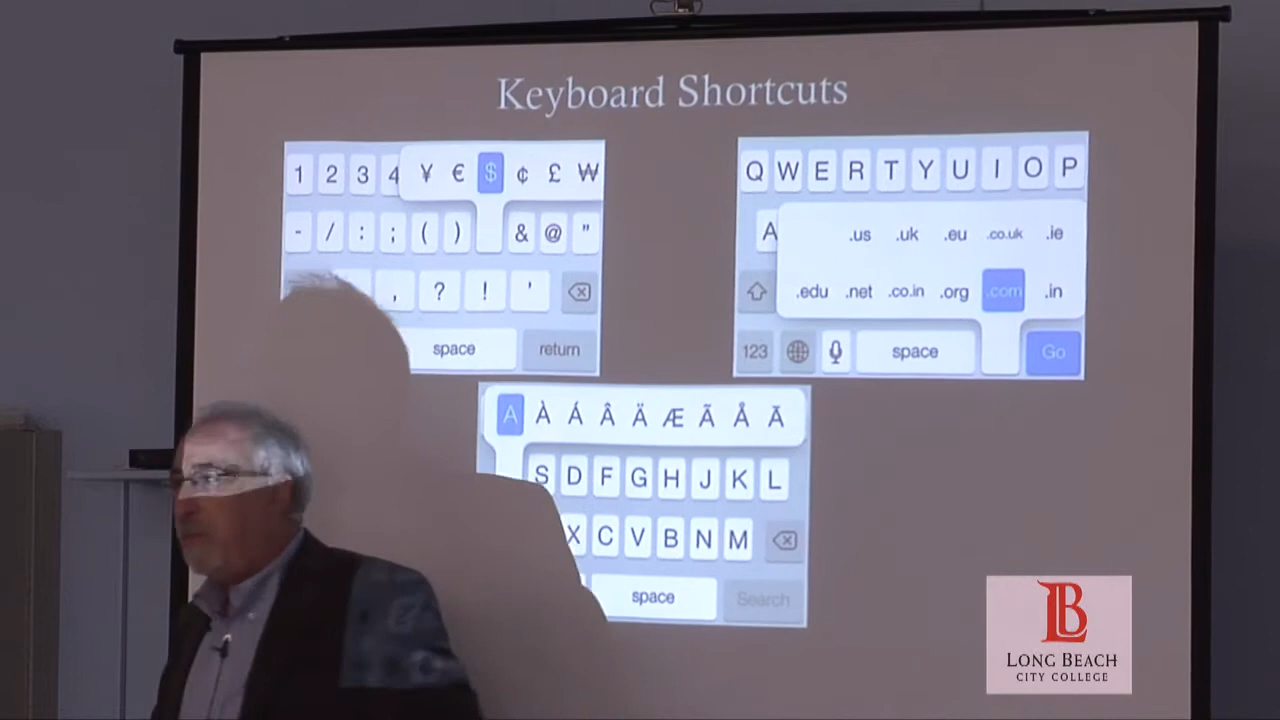 Keyboard Shortcuts
1 2 3 4 ¥ € $ ¢ £ ₩
- / : ; ( ) & @ "
, ? ! '
space return
Q W E R T Y U I O P
A .us .uk .eu .co.uk .ie
.edu .net .co.in .org .com .in
123 space Go
A À Á Â Ä Æ Ã Å Ā
S D F G H J K L
X C V B N M
space Search
LB
LONG BEACH
CITY COLLEGE